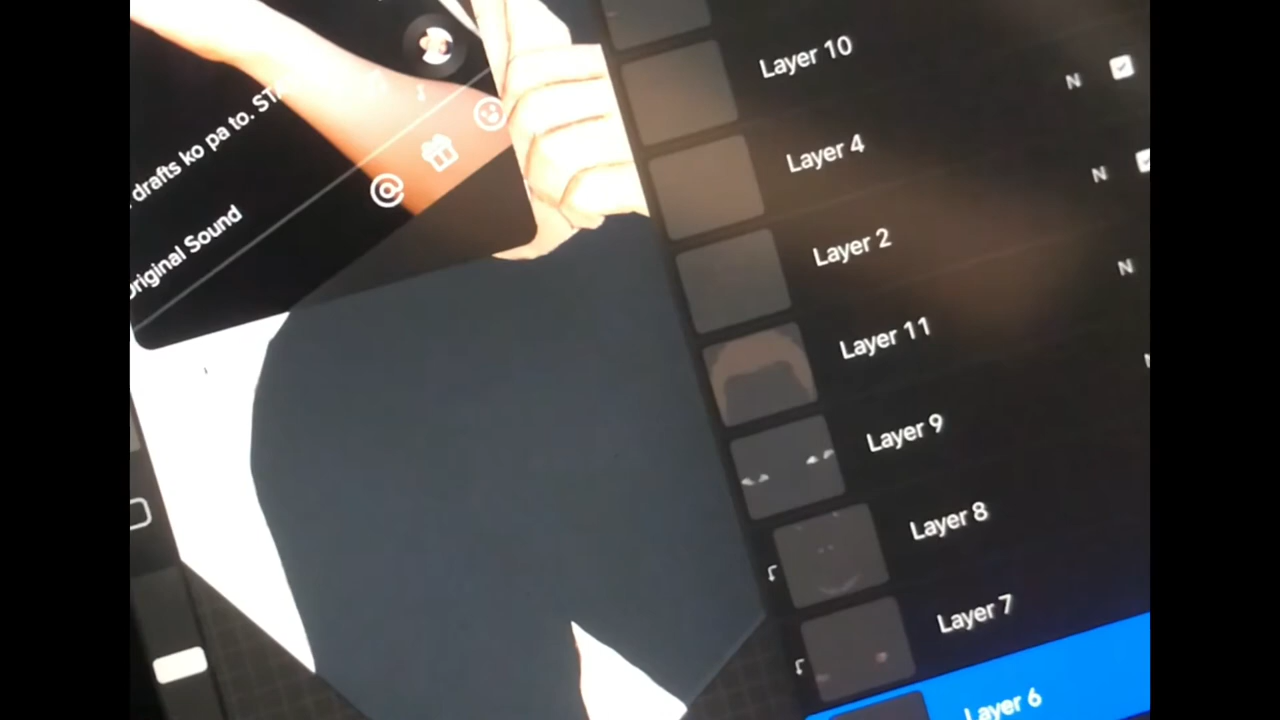 drafts ko pa to.
Original Sound
Layer 10
N
Layer 4
N
Layer 2
N
Layer 11
Layer 9
Layer 8
Layer 7
Layer 6